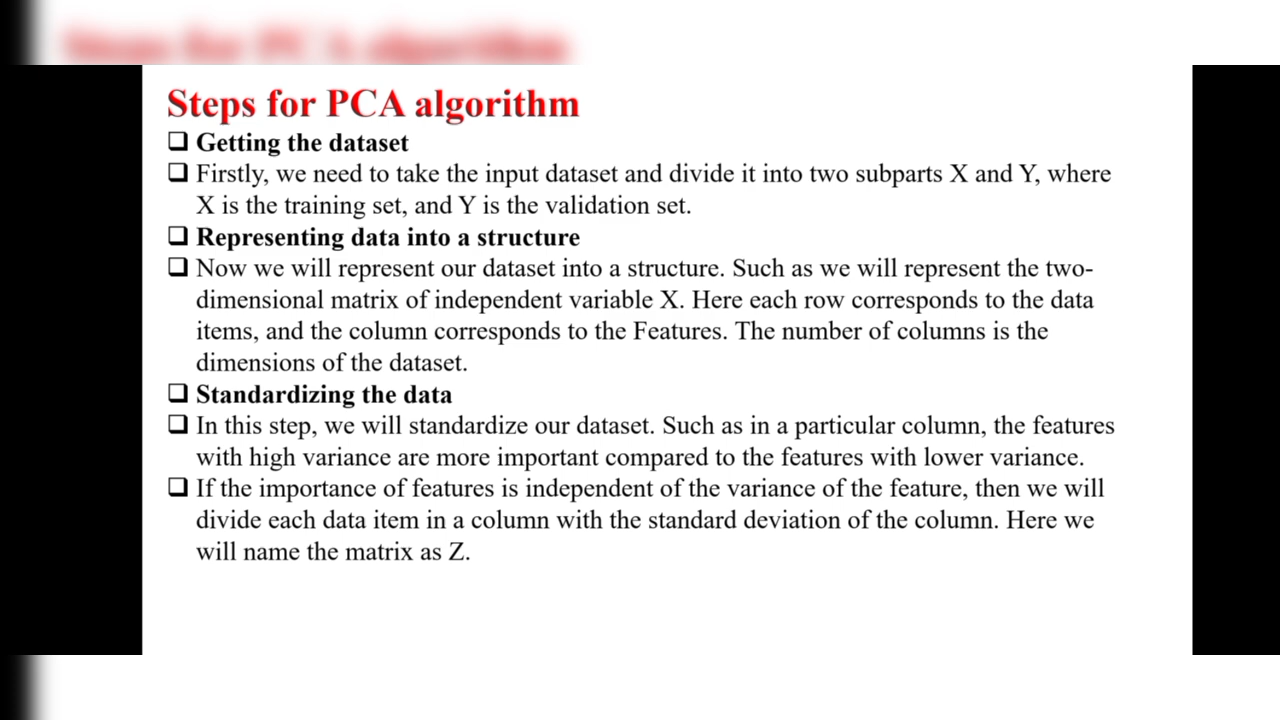 Steps for PCA algorithm
Steps for PCA algorithm
❑ Getting the dataset
❑ Firstly, we need to take the input dataset and divide it into two subparts X and Y, where
X is the training set, and Y is the validation set.
❑ Representing data into a structure
❑ Now we will represent our dataset into a structure. Such as we will represent the two-
dimensional matrix of independent variable X. Here each row corresponds to the data
items, and the column corresponds to the Features. The number of columns is the
dimensions of the dataset.
❑ Standardizing the data
❑ In this step, we will standardize our dataset. Such as in a particular column, the features
with high variance are more important compared to the features with lower variance.
❑ If the importance of features is independent of the variance of the feature, then we will
divide each data item in a column with the standard deviation of the column. Here we
will name the matrix as Z.